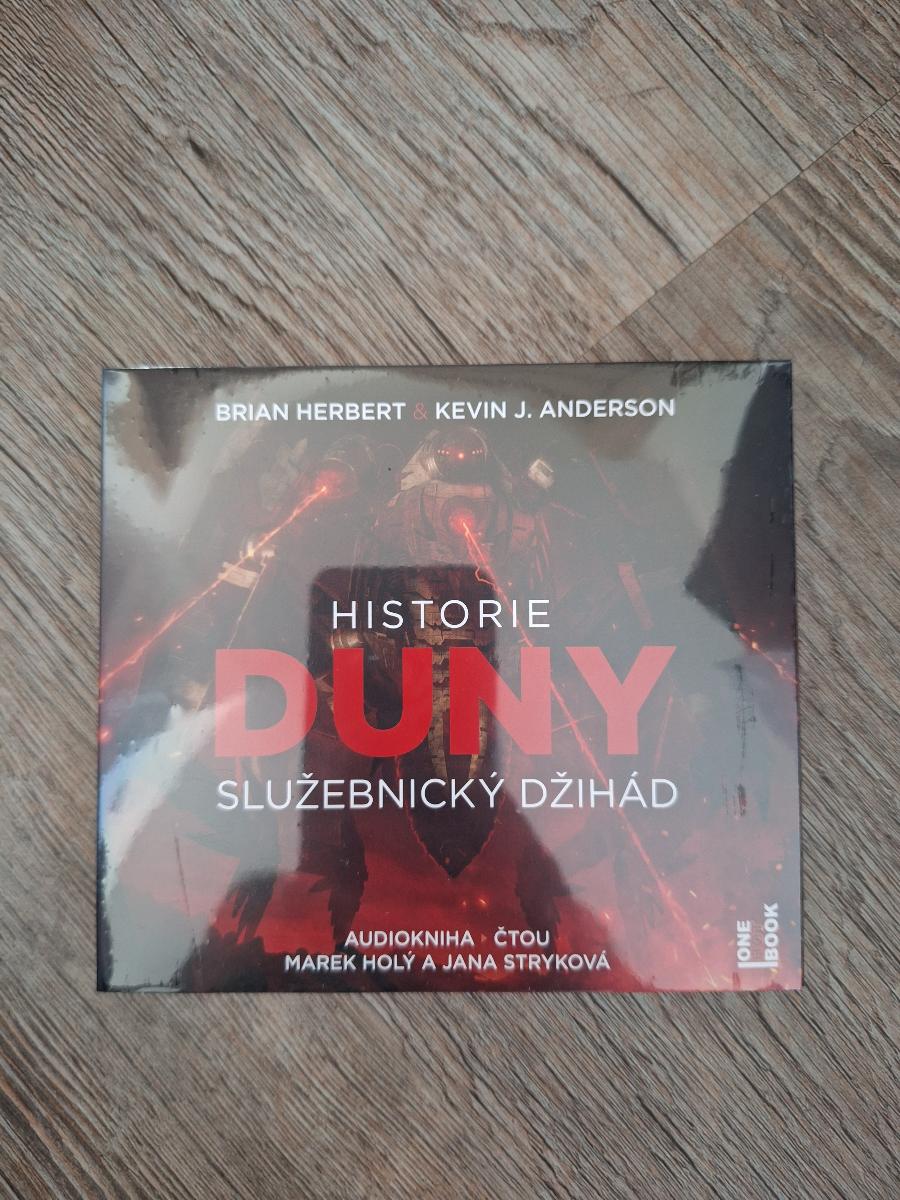 BRIAN HERBERT & KEVIN J. ANDERSON
HISTORIE
DUNY
SLUŽEBNICKÝ DŽIHÁD
AUDIOKNIHA ▸ ČTOU
MAREK HOLÝ A JANA STRYKOVÁ
ONE
BOOK